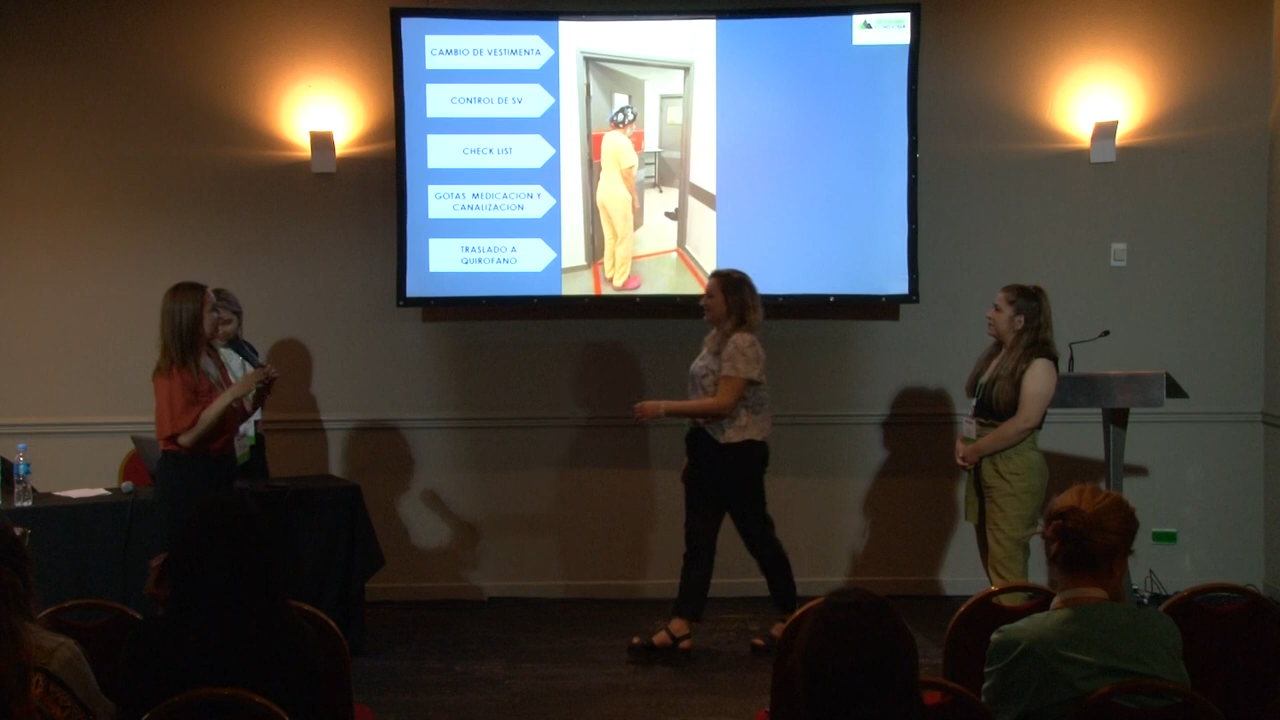 CAMBIO DE VESTIMENTA
CONTROL DE SV
CHECK LIST
GOTAS MEDICACION Y
CANALIZACION
TRASLADO A
QUIROFANO